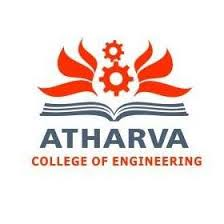 ATHARVA
COLLEGE OF ENGINEERING